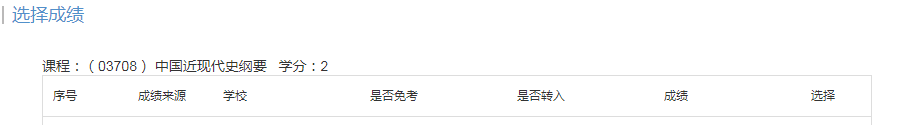 选择成绩
课程：（03708） 中国近现代史纲要 学分：2
序号 成绩来源 学校 是否免考 是否转入 成绩 选择